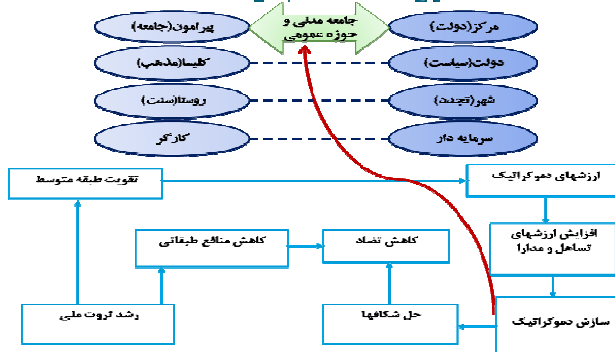 مرکز(دولت)
جامعه مدنی و
حوزه عمومی
پیرامون(جامعه)
دولت(سیاست)
کلیسا(مذهب)
شهر(تجدد)
روستا(سنت)
سرمایه دار
کارگر
ارزشهای دموکراتیک
تقویت طبقه متوسط
افزایش ارزشهای
تساهل و مدارا
کاهش تضاد
کاهش منافع طبقاتی
سازش دموکراتیک
حل شکافها
رشد ثروت ملی